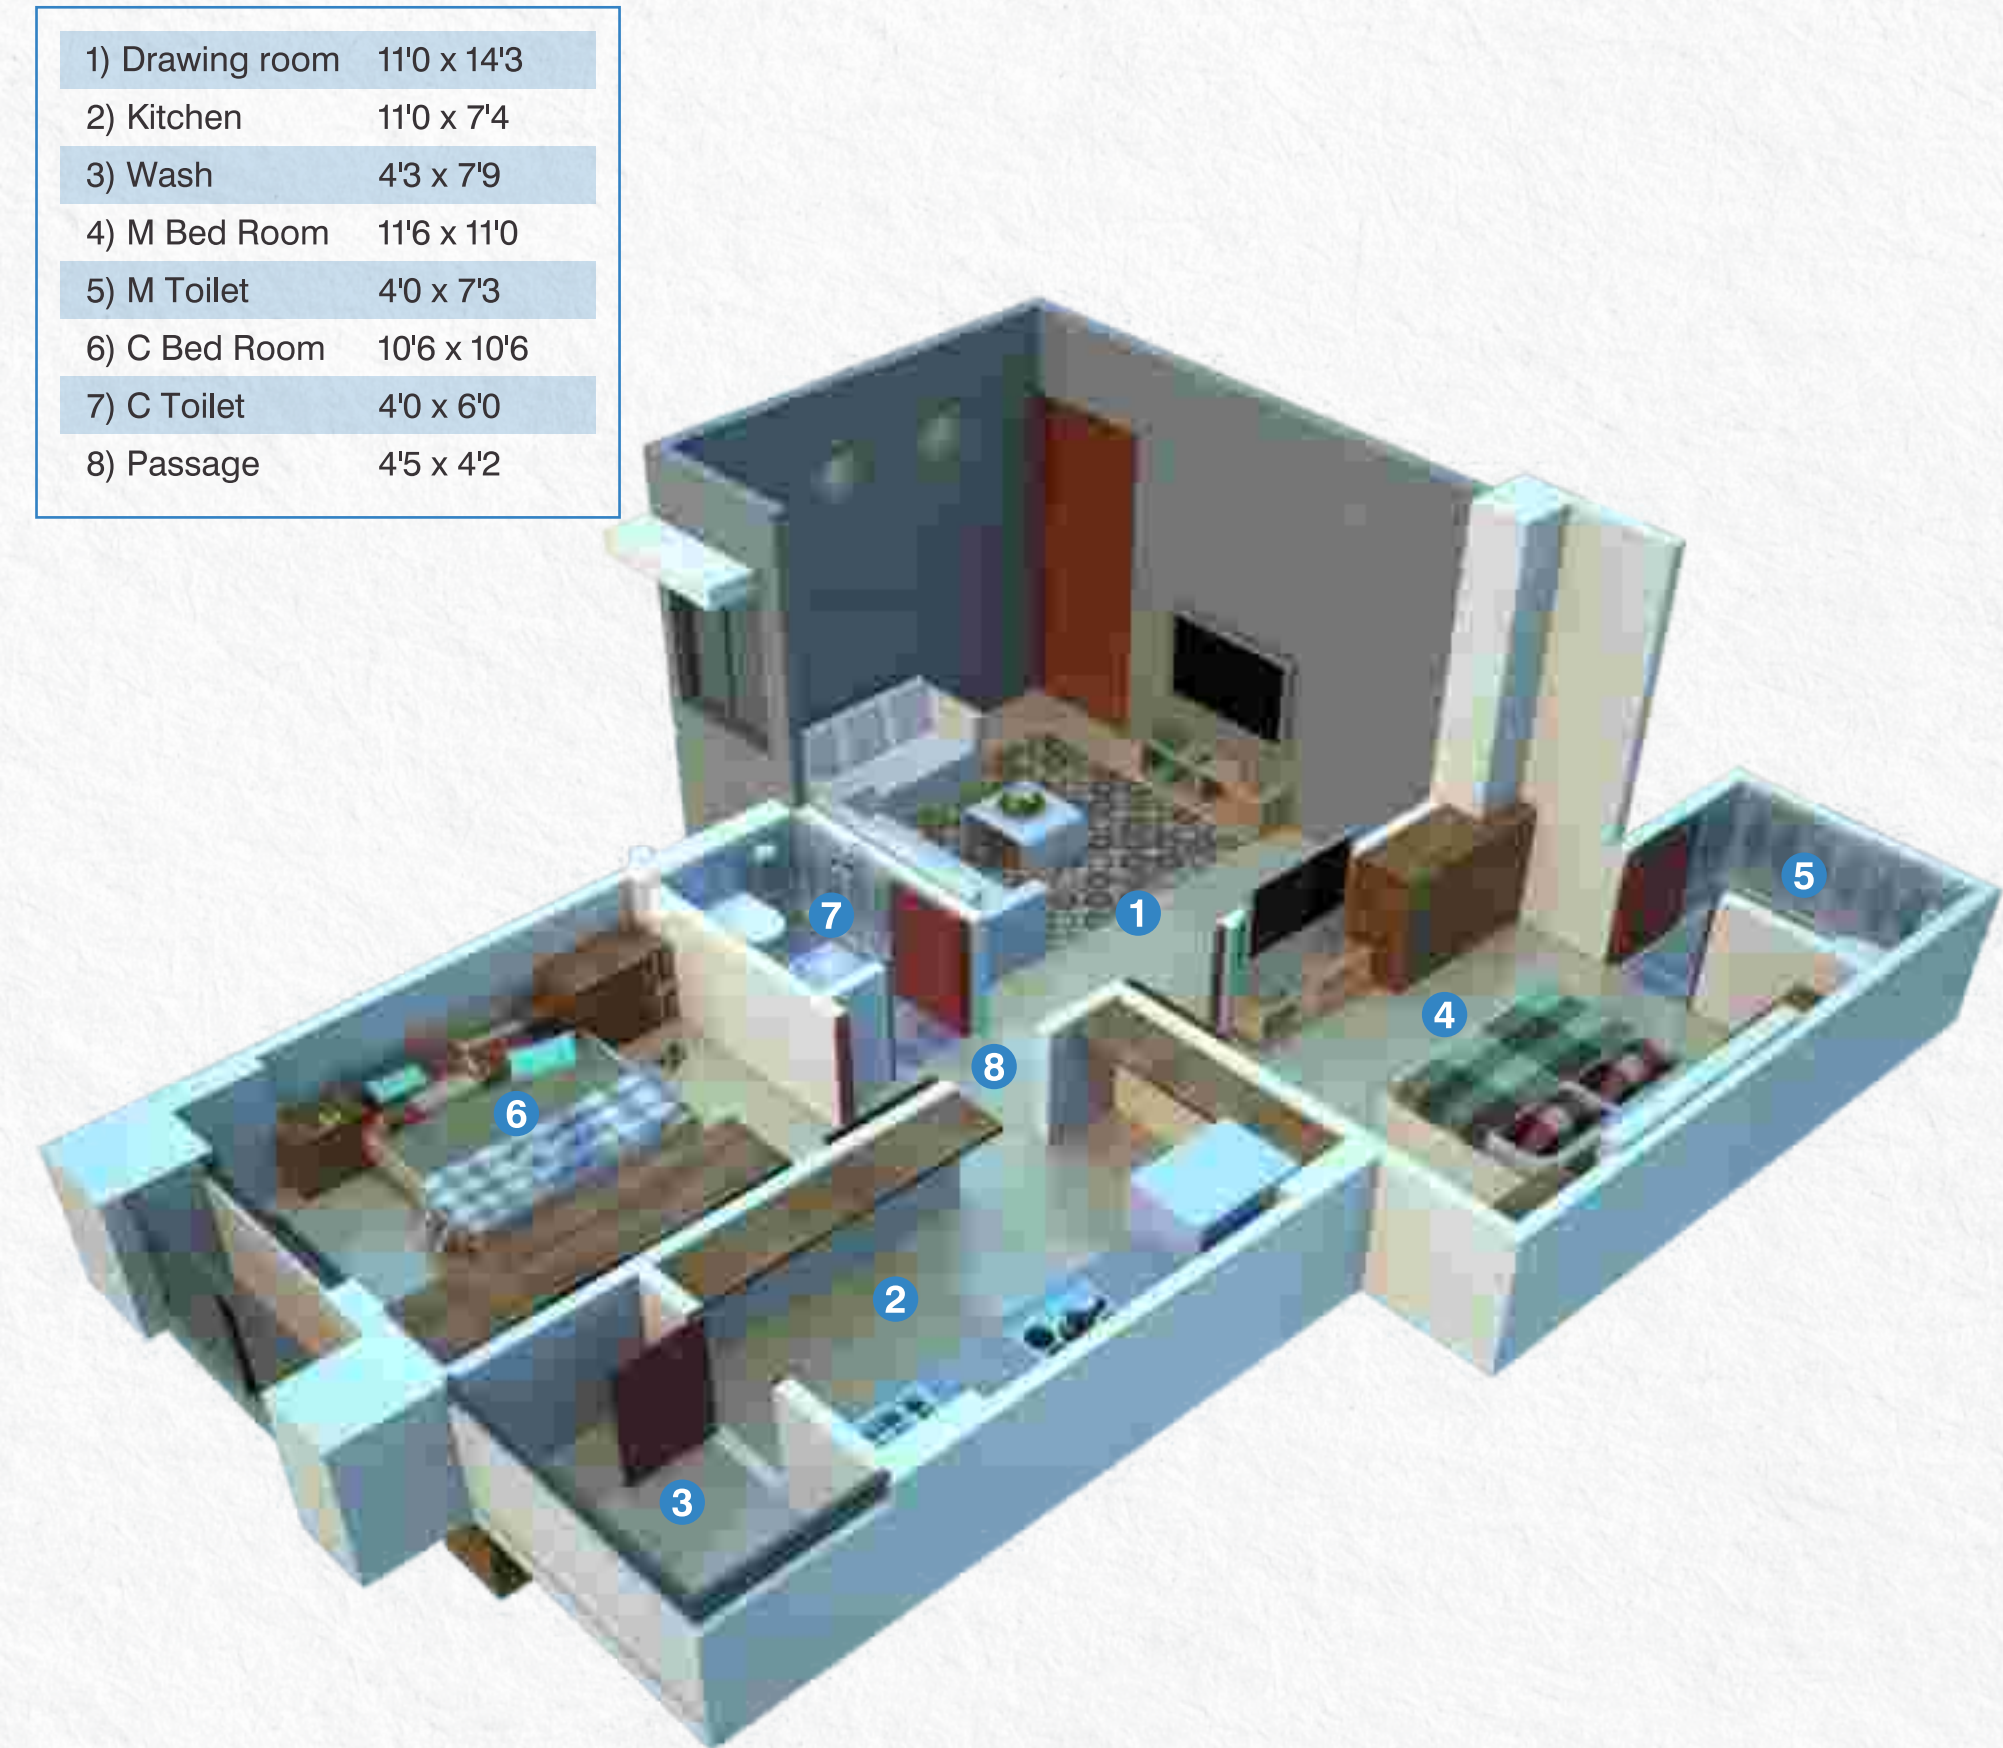 1) Drawing room 11'0 x 14'3
2) Kitchen 11'0 x 7'4
3) Wash 4'3 x 7'9
4) M Bed Room 11'6 x 11'0
5) M Toilet 4'0 x 7'3
6) C Bed Room 10'6 x 10'6
7) C Toilet 4'0 x 6'0
8) Passage 4'5 x 4'2
5
7
1
4
8
6
2
3